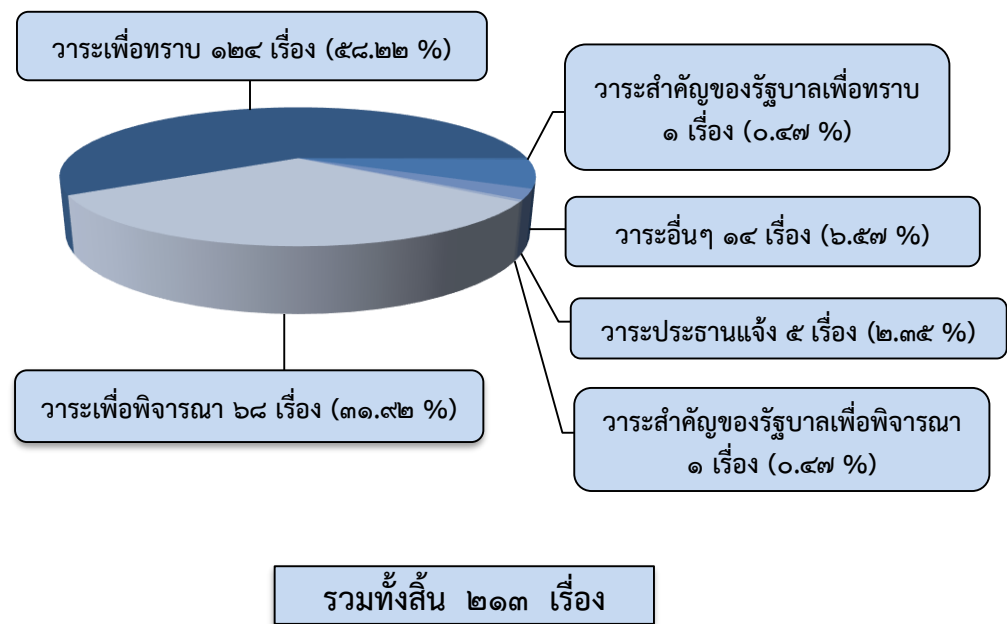 วาระเพื่อทราบ ๑๒๔ เรื่อง (๕๘.๒๒ %)
วาระสำคัญของรัฐบาลเพื่อทราบ
๑ เรื่อง (๐.๔๗ %)
วาระอื่นๆ ๑๔ เรื่อง (๖.๕๗ %)
วาระประธานแจ้ง ๕ เรื่อง (๒.๓๕ %)
วาระเพื่อพิจารณา ๖๘ เรื่อง (๓๑.๙๒ %)
วาระสำคัญของรัฐบาลเพื่อพิจารณา
๑ เรื่อง (๐.๔๗ %)
รวมทั้งสิ้น ๒๑๓ เรื่อง